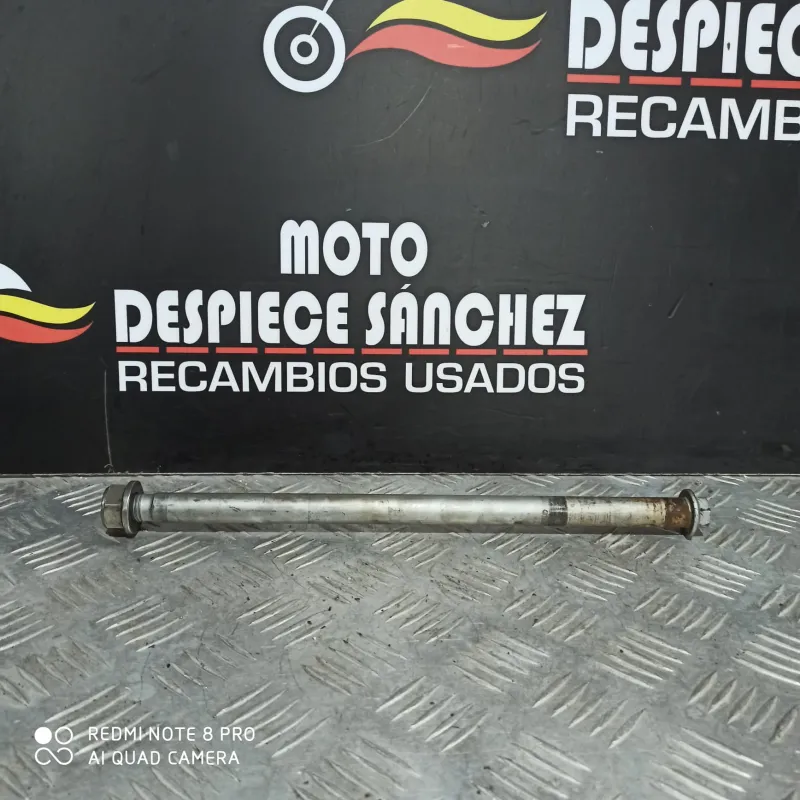 DESPIEC
RECAMB
MOTO
DESPIECE SÁNCHEZ
RECAMBIOS USADOS
REDMI NOTE 8 PRO
AI QUAD CAMERA